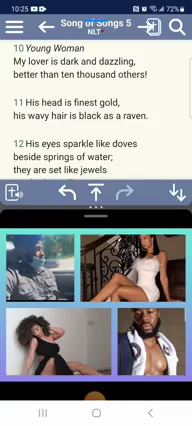 10:25
72%
Song of Songs 5
NLT
10 Young Woman
My lover is dark and dazzling,
better than ten thousand others!
11 His head is finest gold,
his wavy hair is black as a raven.
12 His eyes sparkle like doves
beside springs of water;
they are set like jewels